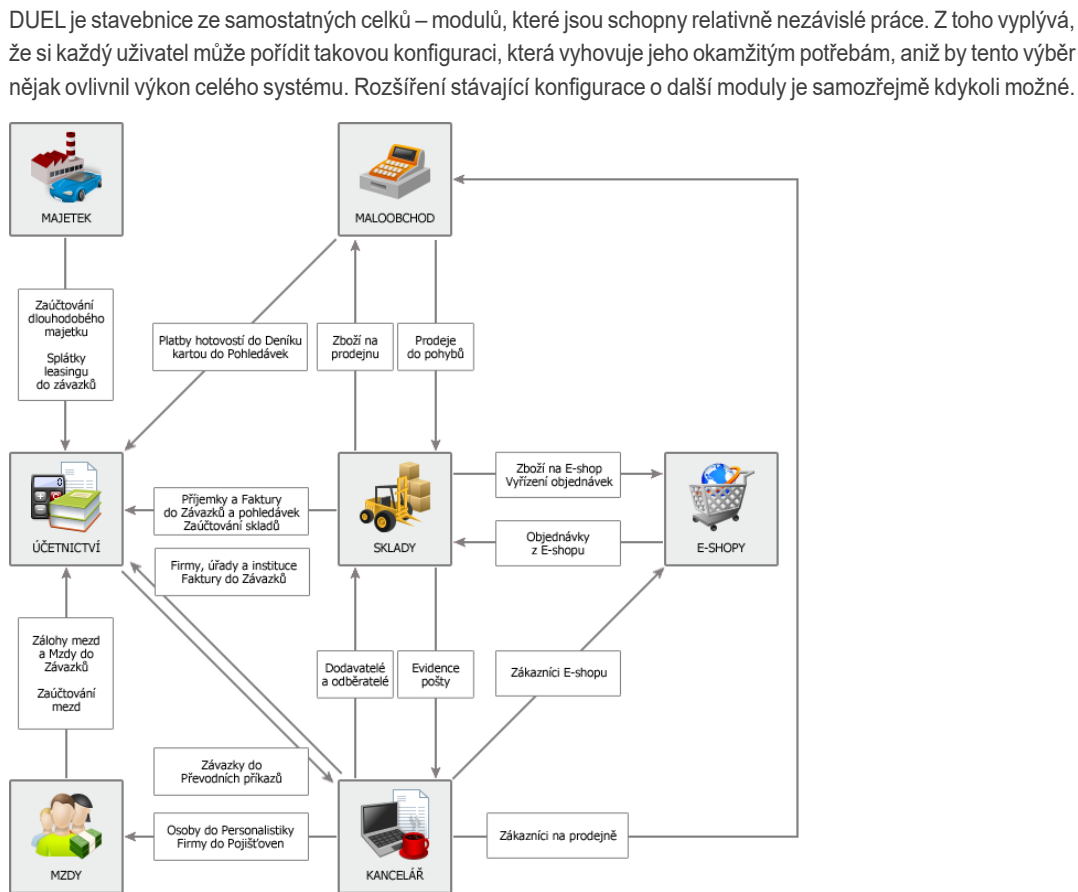 DUEL je stavebnice ze samostatných celků – modulů, které jsou schopny relativně nezávislé práce. Z toho vyplývá,
že si každý uživatel může pořídit takovou konfiguraci, která vyhovuje jeho okamžitým potřebám, aniž by tento výběr
nějak ovlivnil výkon celého systému. Rozšíření stávající konfigurace o další moduly je samozřejmě kdykoli možné.
MAJETEK
MALOOBCHOD
Zaúčtování
dlouhodobého
majetku
Splátky
leasingu
do závazků
Platby hotovostí do Deníku
kartou do Pohledávek
Zboží na
prodejnu
Prodeje
do pohybů
ÚČETNICTVÍ
Příjemky a Faktury
do Závazků a pohledávek
Zaúčtování skladů
SKLADY
Zboží na E-shop
Vyřízení objednávek
Objednávky
z E-shopu
E-SHOPY
Firmy, úřady a instituce
Faktury do Závazků
Zálohy mezd
a Mzdy do
Závazků
Zaúčtování
mezd
Dodavatelé
a odběratelé
Evidence
pošty
Zákazníci E-shopu
Závazky do
Převodních příkazů
Osoby do Personalistiky
Firmy do Pojišťoven
Zákazníci na prodejně
MZDY
KANCELÁŘ